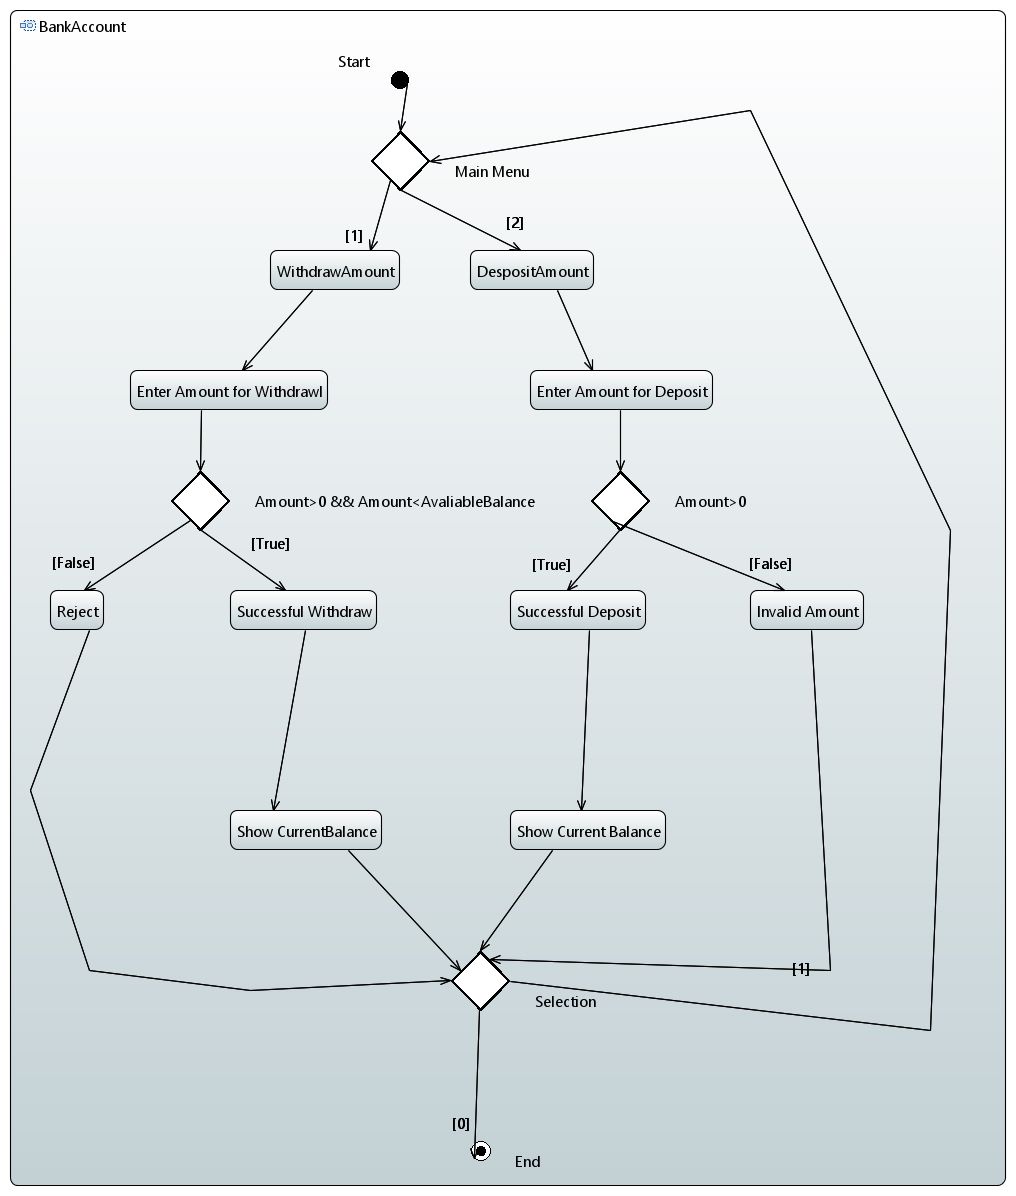 BankAccount
Start
Main Menu
[1]
[2]
WithdrawAmount
DespositAmount
Enter Amount for Withdrawl
Enter Amount for Deposit
Amount>0 && Amount<AvaliableBalance
Amount>0
[False]
[True]
[True]
[False]
Reject
Successful Withdraw
Successful Deposit
Invalid Amount
Show CurrentBalance
Show Current Balance
[1]
Selection
[0]
End